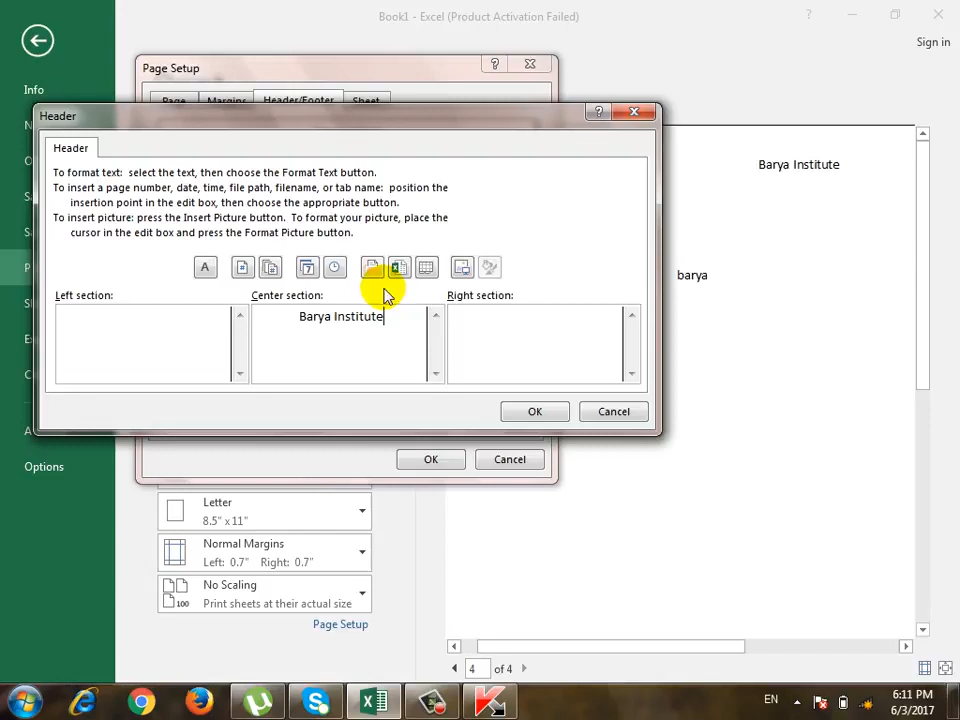 Book1 - Excel (Product Activation Failed)
Sign in
Info
Page Setup
Page Margins Header/Footer Sheet
Header
Header
To format text: select the text, then choose the Format Text button.
To insert a page number, date, time, file path, filename, or tab name: position the
insertion point in the edit box, then choose the appropriate button.
To insert picture: press the Insert Picture button. To format your picture, place the
cursor in the edit box and press the Format Picture button.
Left section: Center section: Right section:
Barya Institute
OK Cancel
Barya Institute
barya
Options
OK Cancel
Letter
8.5" x 11"
Normal Margins
Left: 0.7" Right: 0.7"
No Scaling
100 Print sheets at their actual size
Page Setup
4 of 4
EN
6:11 PM
6/3/2017